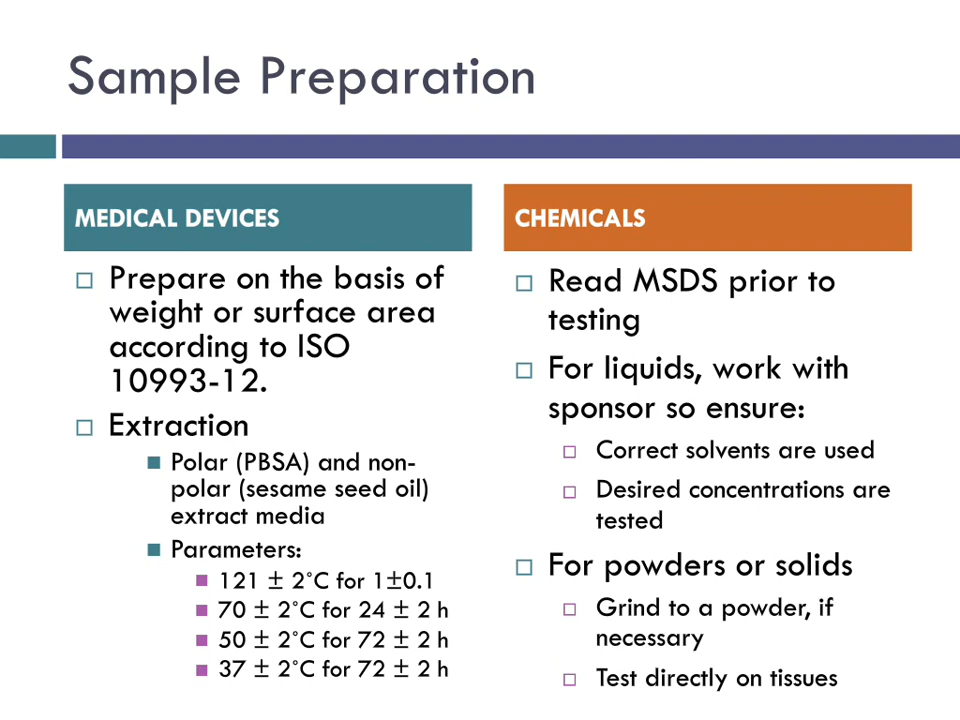 Sample Preparation
MEDICAL DEVICES
Prepare on the basis of
weight or surface area
according to ISO
10993-12.
Extraction
Polar (PBSA) and non-
polar (sesame seed oil)
extract media
Parameters:
121 ± 2˚C for 1±0.1
70 ± 2˚C for 24 ± 2 h
50 ± 2˚C for 72 ± 2 h
37 ± 2˚C for 72 ± 2 h
CHEMICALS
Read MSDS prior to
testing
For liquids, work with
sponsor so ensure:
Correct solvents are used
Desired concentrations are
tested
For powders or solids
Grind to a powder, if
necessary
Test directly on tissues